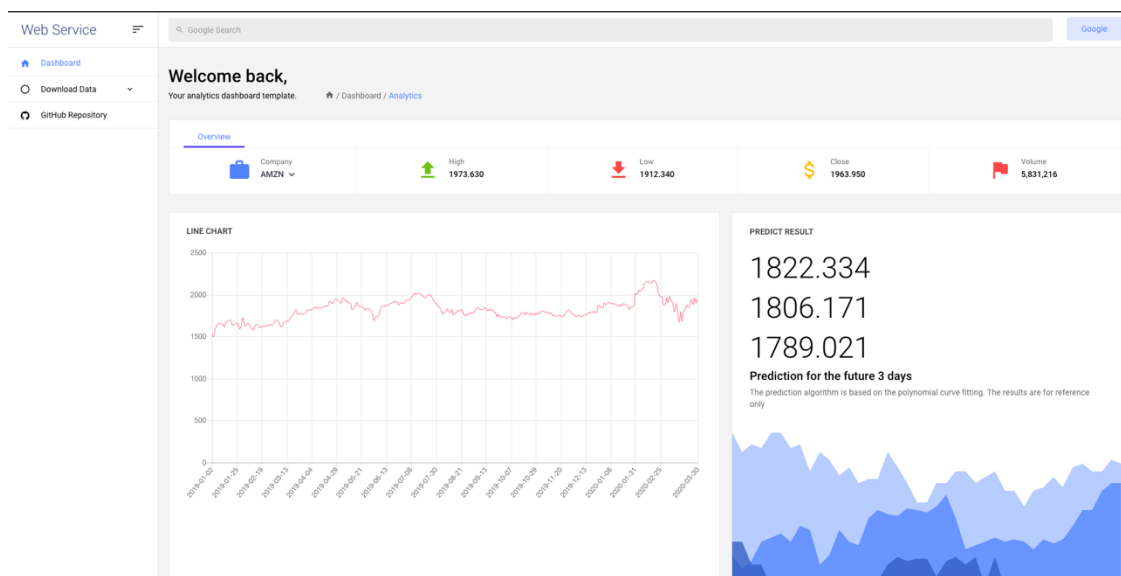 Web Service
Google Search
Google
Dashboard
Download Data
GitHub Repository
Welcome back,
Your analytics dashboard template.
/ Dashboard / Analytics
Overview
Company
AMZN
High
1973.630
Low
1912.340
Close
1963.950
Volume
5,831,216
LINE CHART
2500
2000
1500
1000
500
0
2019-01-02
2019-01-25
2019-02-19
2019-03-13
2019-04-04
2019-04-29
2019-05-21
2019-06-13
2019-07-08
2019-07-30
2019-08-21
2019-09-13
2019-10-07
2019-10-29
2019-11-20
2019-12-13
2020-01-08
2020-01-31
2020-02-25
2020-03-30
PREDICT RESULT
1822.334
1806.171
1789.021
Prediction for the future 3 days
The prediction algorithm is based on the polynomial curve fitting. The results are for reference
only